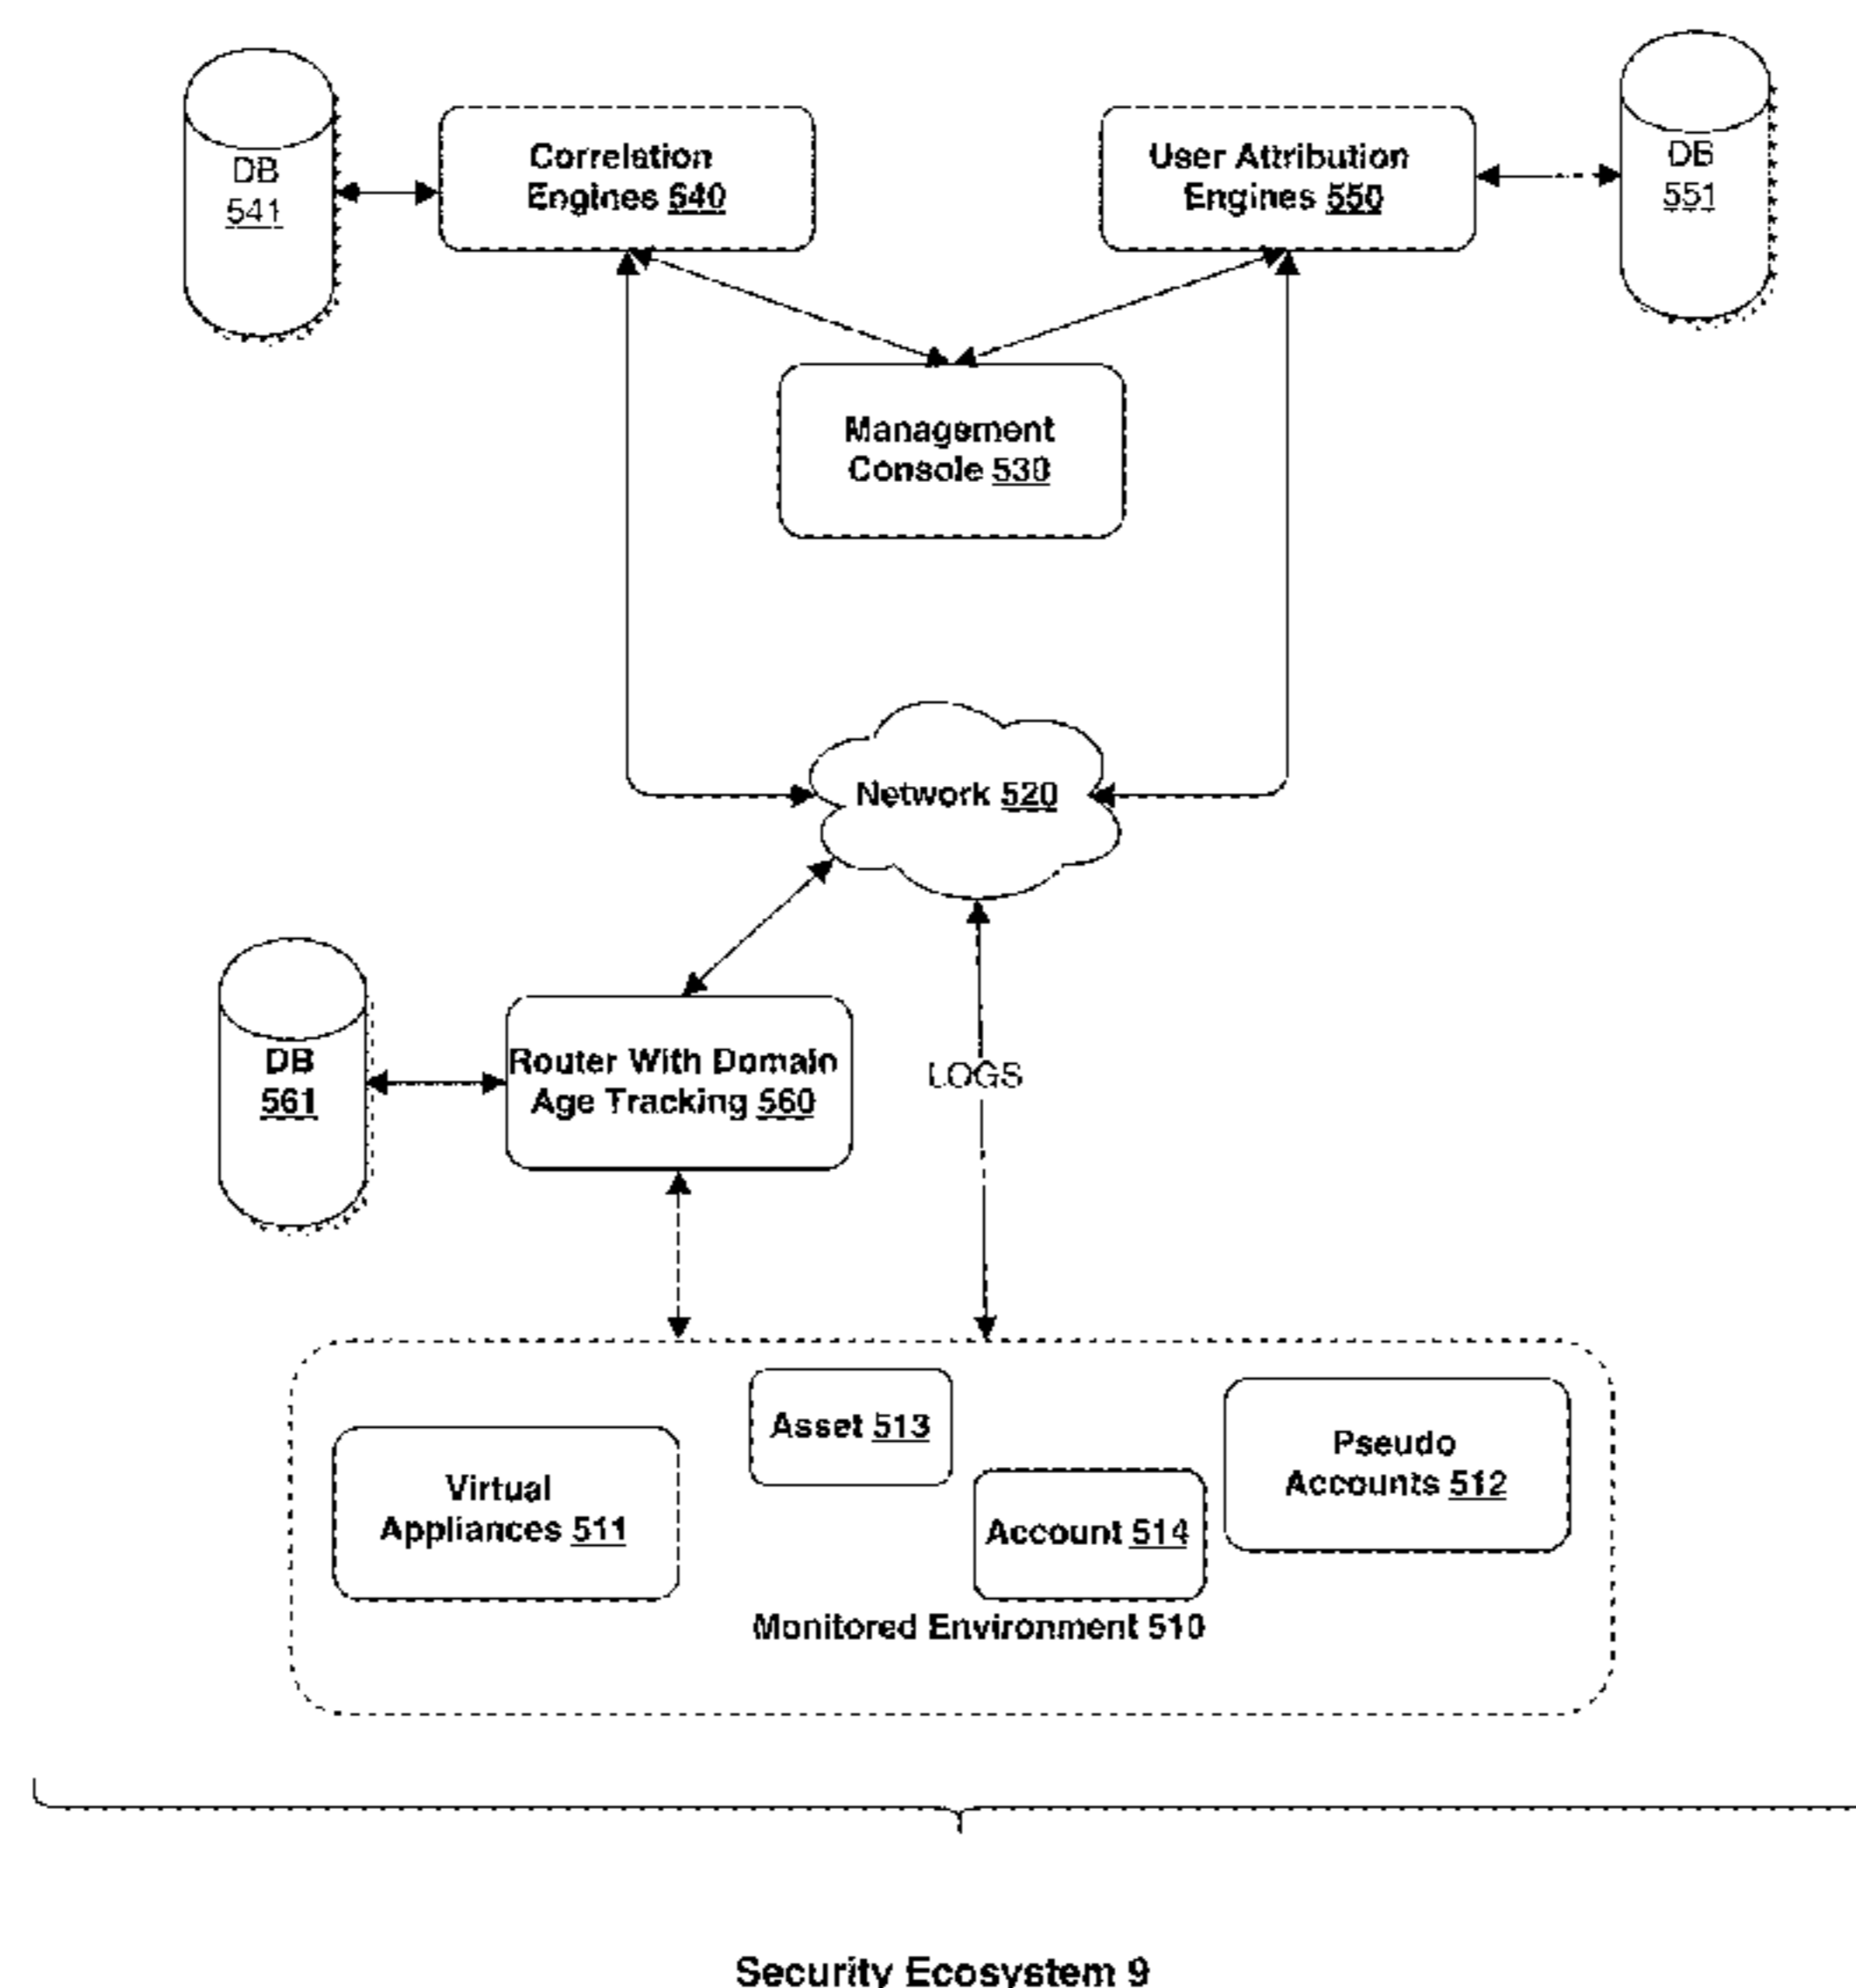 DB
541
Correlation
Engines 540
User Attribution
Engines 550
DB
551
Management
Console 530
Network 520
DB
561
Router With Domain
Age Tracking 560
LOGS
Asset 513
Virtual
Appliances 511
Account 514
Pseudo
Accounts 512
Monitored Environment 510
Security Ecosystem 9